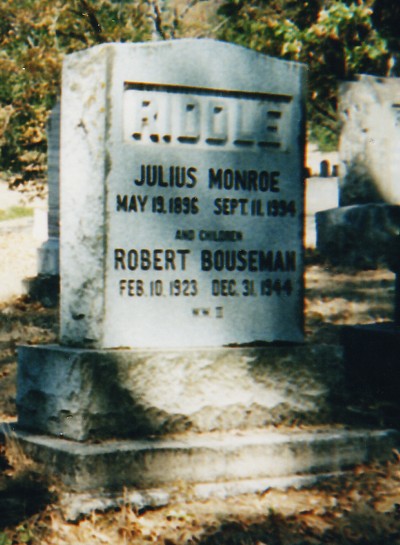 RIDDLE
JULIUS MONROE
MAY 19, 1896 SEPT. 11, 1994
AND CHILDREN
ROBERT BOUSEMAN
FEB. 10, 1923 DEC. 31, 1944
WW II